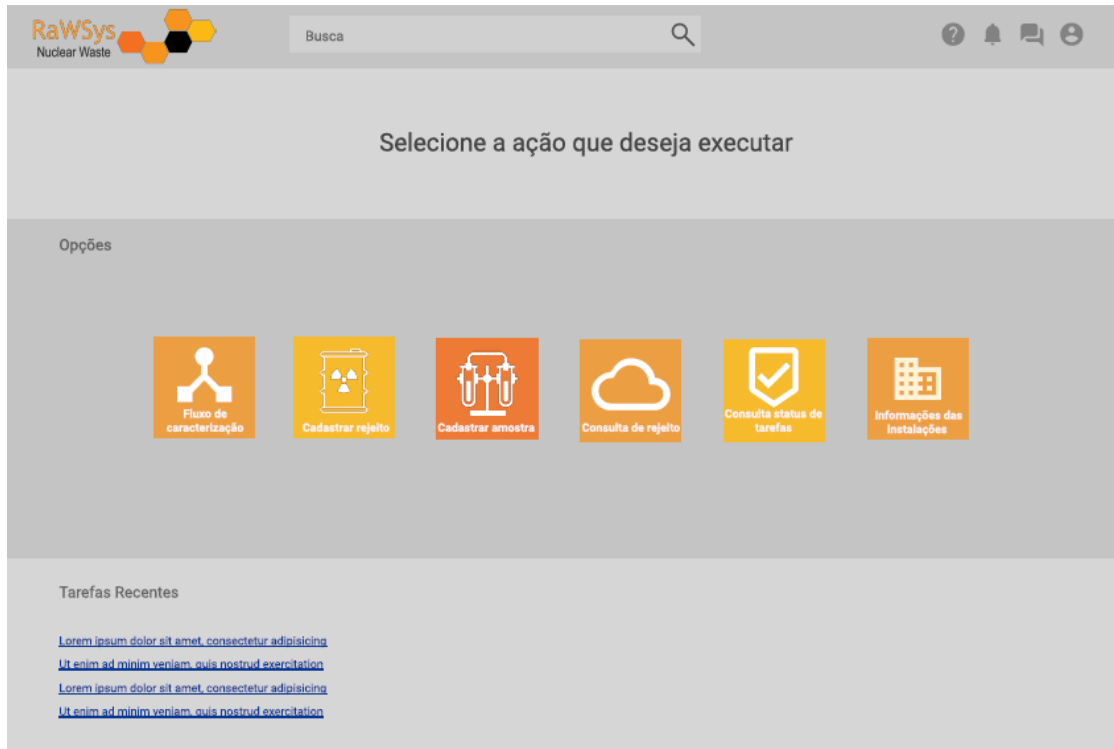 RaWSys
Nuclear Waste
Busca
Selecione a ação que deseja executar
Opções
Fluxo de
caracterização
Cadastrar rejeito
Cadastrar amostra
Consulta de rejeito
Consulta status de
tarefas
Informações das
instalações
Tarefas Recentes
Lorem ipsum dolor sit amet, consectetur adipisicing
Ut enim ad minim veniam, quis nostrud exercitation
Lorem ipsum dolor sit amet, consectetur adipisicing
Ut enim ad minim veniam, quis nostrud exercitation